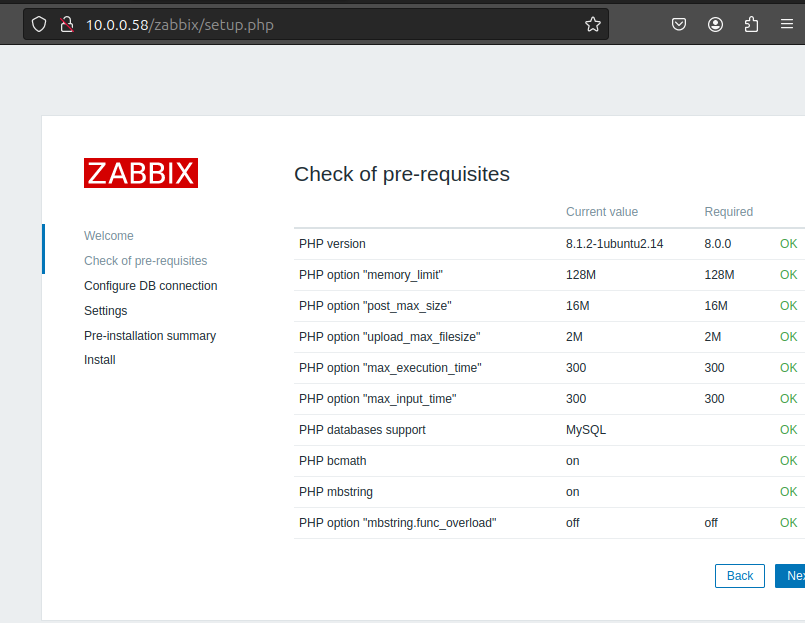 10.0.0.58/zabbix/setup.php
ZABBIX
Welcome
Check of pre-requisites
Configure DB connection
Settings
Pre-installation summary
Install
Check of pre-requisites
Current value Required
PHP version 8.1.2-1ubuntu2.14 8.0.0 OK
PHP option "memory_limit" 128M 128M OK
PHP option "post_max_size" 16M 16M OK
PHP option "upload_max_filesize" 2M 2M OK
PHP option "max_execution_time" 300 300 OK
PHP option "max_input_time" 300 300 OK
PHP databases support MySQL OK
PHP bcmath on OK
PHP mbstring on OK
PHP option "mbstring.func_overload" off off OK
Back Nex